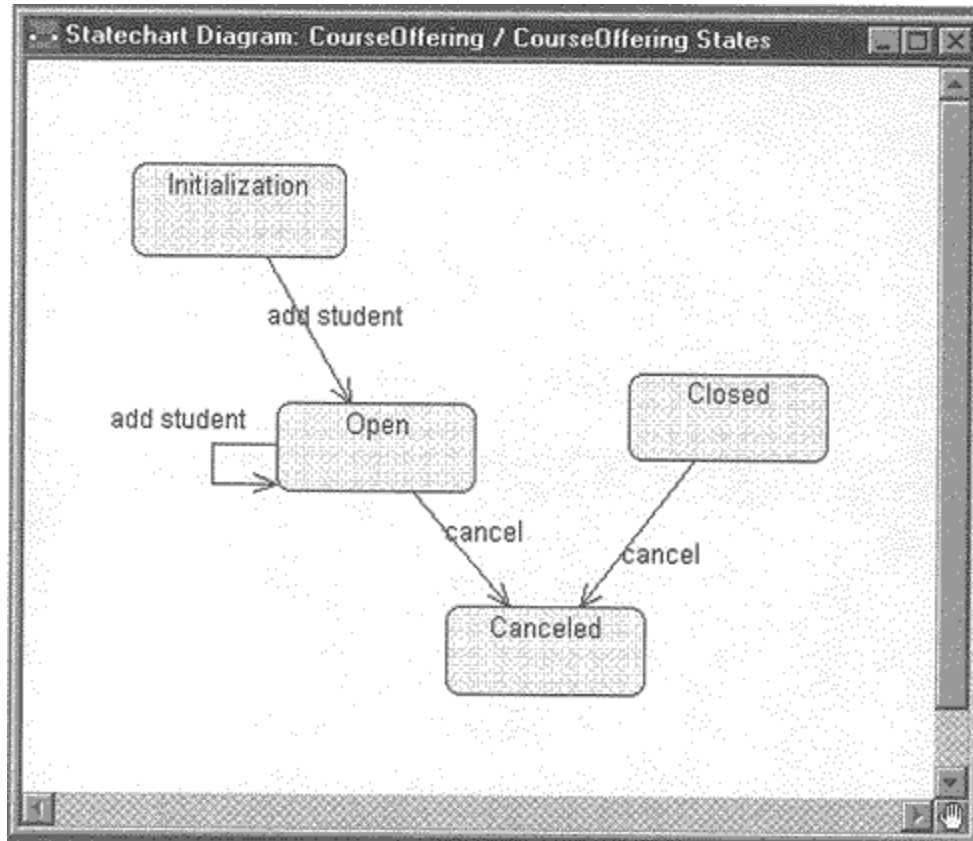 Statechart Diagram: CourseOffering / CourseOffering States
Initialization
add student
add student
Open
Closed
cancel
cancel
Canceled